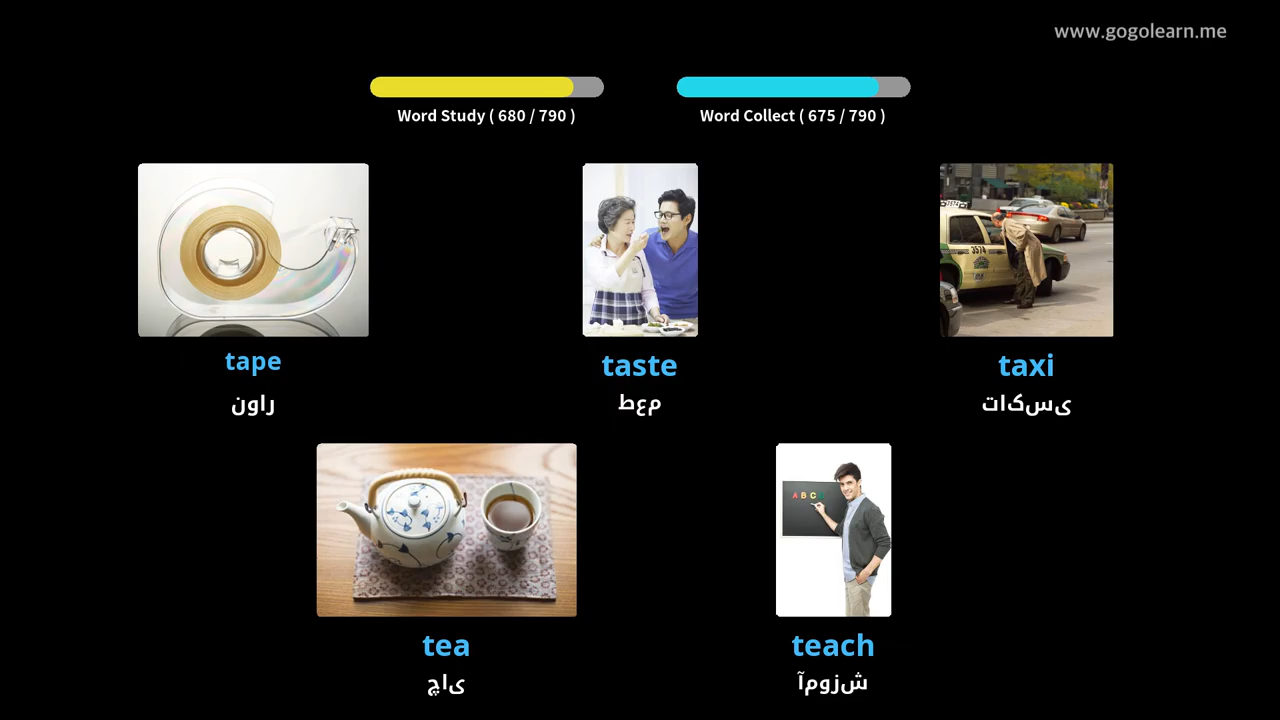 www.gogolearn.me
Word Study ( 680 / 790 )
Word Collect ( 675 / 790 )
3574
tape
taste
taxi
راون
معط
یسکات
A B C
tea
teach
یاچ
شزومآ